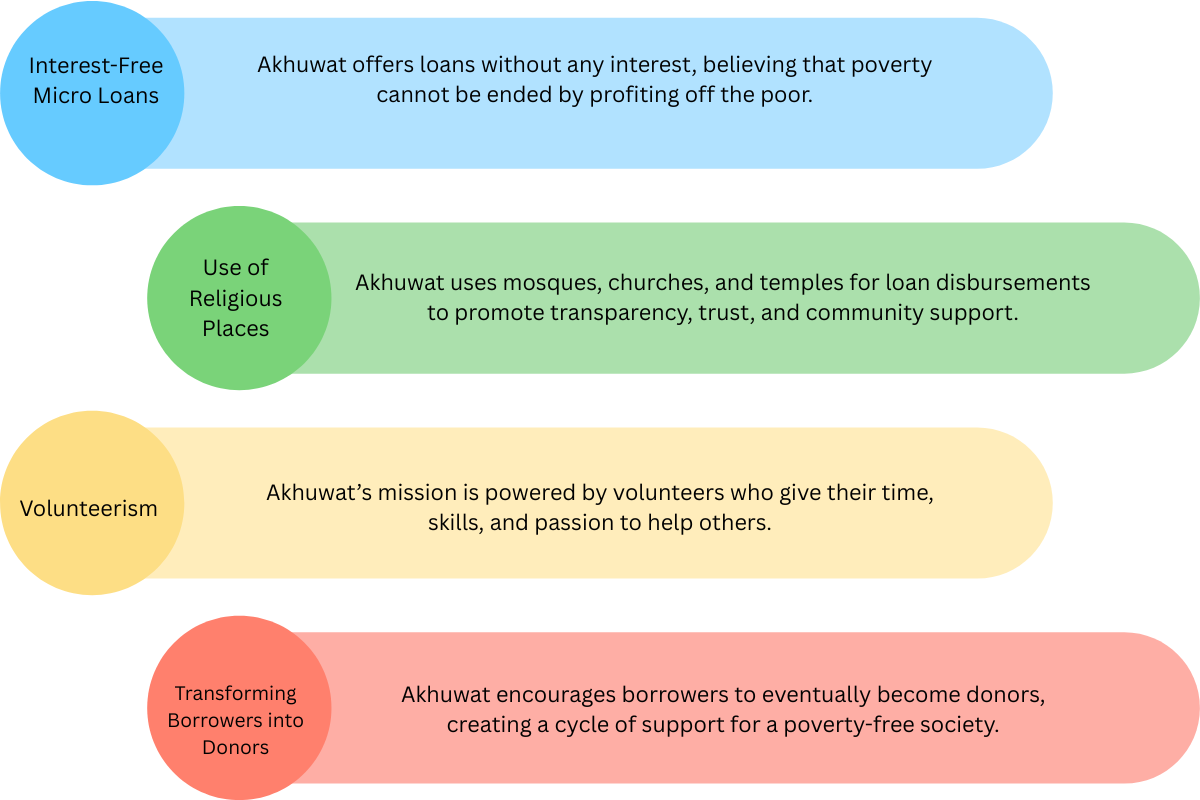 Interest-Free
Micro Loans
Akhuwat offers loans without any interest, believing that poverty
cannot be ended by profiting off the poor.
Use of
Religious
Places
Akhuwat uses mosques, churches, and temples for loan disbursements
to promote transparency, trust, and community support.
Volunteerism
Akhuwat’s mission is powered by volunteers who give their time,
skills, and passion to help others.
Transforming
Borrowers into
Donors
Akhuwat encourages borrowers to eventually become donors,
creating a cycle of support for a poverty-free society.